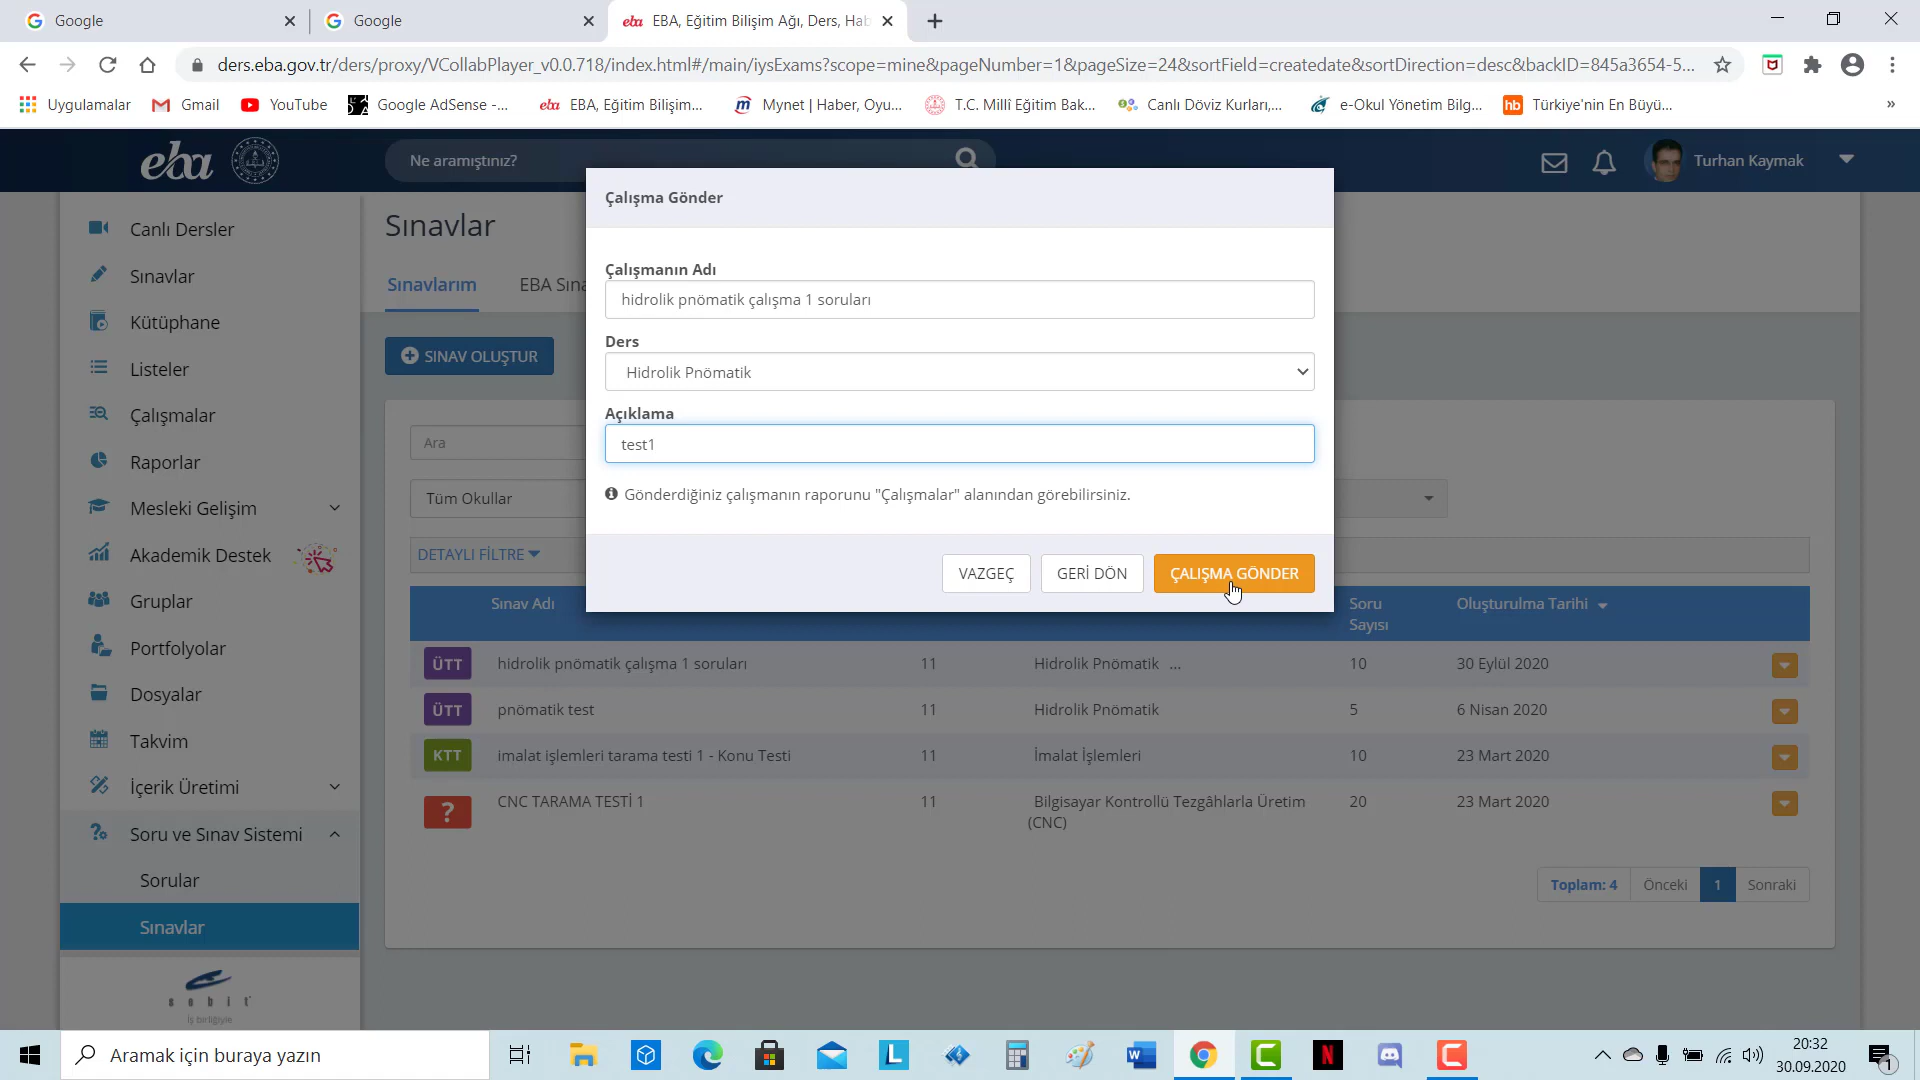 Google
Google
eba EBA, Eğitim Bilişim Ağı, Ders, Hab
ders.eba.gov.tr/ders/proxy/VCollabPlayer_v0.0.718/index.html#/main/iysExams?scope=mine&pageNumber=1&pageSize=24&sortField=createdate&sortDirection=desc&backID=845a3654-5...
Uygulamalar
Gmail
YouTube
Google AdSense -...
eba EBA, Eğitim Bilişim...
Mynet | Haber, Oyu...
T.C. Millî Eğitim Bak...
Canlı Döviz Kurları,...
e-Okul Yönetim Bilg...
hb Türkiye'nin En Büyü...
»
eba
Ne aramıştınız?
Turhan Kaymak
Canlı Dersler
Sınavlar
Kütüphane
Listeler
Çalışmalar
Raporlar
Mesleki Gelişim
Akademik Destek
Gruplar
Portfolyolar
Dosyalar
Takvim
İçerik Üretimi
Soru ve Sınav Sistemi
Sorular
Sınavlar
sebit
İş birliğiyle
Sınavlar
Sınavlarım
EBA Sına
SINAV OLUŞTUR
Ara
Tüm Okullar
DETAYLI FİLTRE
Çalışma Gönder
Çalışmanın Adı
hidrolik pnömatik çalışma 1 soruları
Ders
Hidrolik Pnömatik
Açıklama
test1
Gönderdiğiniz çalışmanın raporunu "Çalışmalar" alanından görebilirsiniz.
VAZGEÇ
GERİ DÖN
ÇALIŞMA GÖNDER
Sınav Adı
Soru Sayısı
Oluşturulma Tarihi
ÜTT hidrolik pnömatik çalışma 1 soruları 11 Hidrolik Pnömatik ... 10 30 Eylül 2020
ÜTT pnömatik test 11 Hidrolik Pnömatik 5 6 Nisan 2020
KTT imalat işlemleri tarama testi 1 - Konu Testi 11 İmalat İşlemleri 10 23 Mart 2020
? CNC TARAMA TESTİ 1 11 Bilgisayar Kontrollü Tezgâhlarla Üretim (CNC) 20 23 Mart 2020
Toplam: 4
Önceki
1
Sonraki
Aramak için buraya yazın
20:32
30.09.2020
1